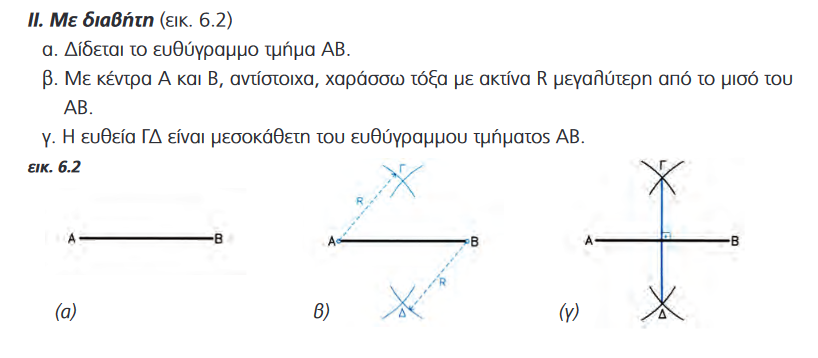 II. Με διαβήτη (εικ. 6.2)
α. Δίδεται το ευθύγραμμο τμήμα ΑΒ.
β. Με κέντρα Α και Β, αντίστοιχα, χαράσσω τόξα με ακτίνα R μεγαλύτερη από το μισό του
ΑΒ.
γ. Η ευθεία ΓΔ είναι μεσοκάθετη του ευθύγραμμου τμήματος ΑΒ.
εικ. 6.2
Α Β
(α)
Γ
R
Α Β
R
Δ
β)
Γ
Α Β
Δ
(γ)